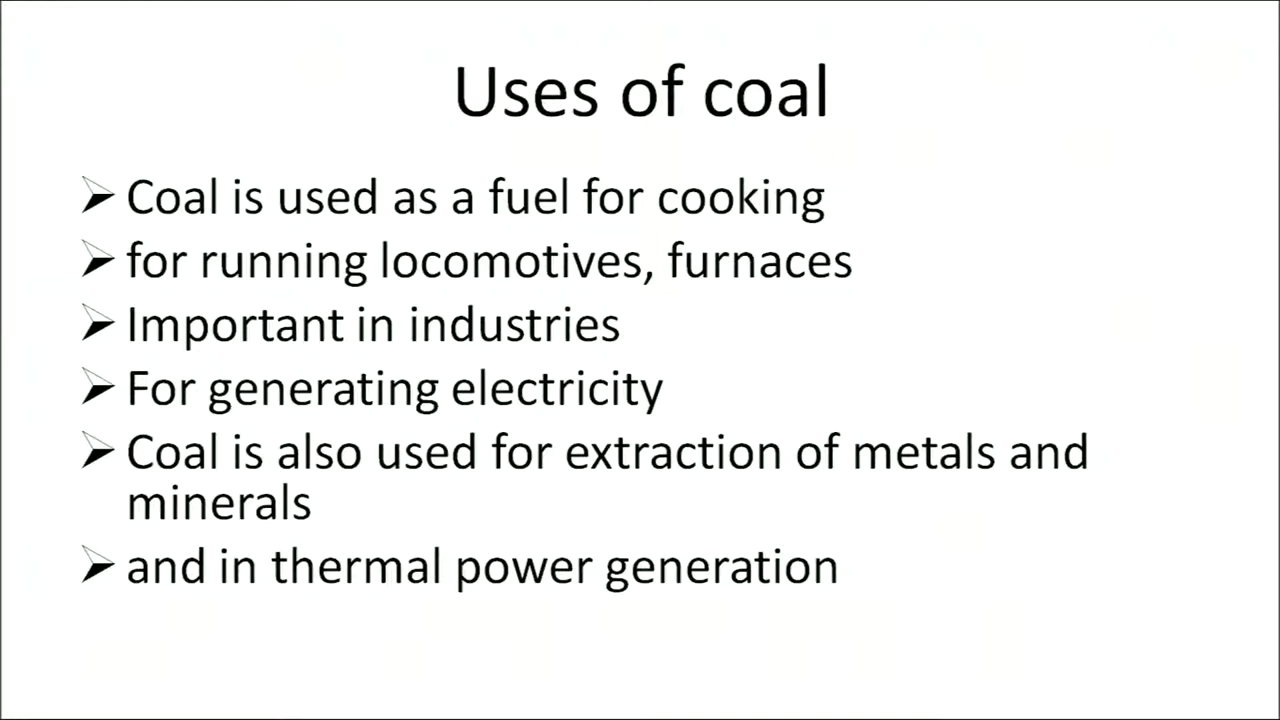 Uses of coal
➢ Coal is used as a fuel for cooking
➢ for running locomotives, furnaces
➢ Important in industries
➢ For generating electricity
➢ Coal is also used for extraction of metals and
minerals
➢ and in thermal power generation